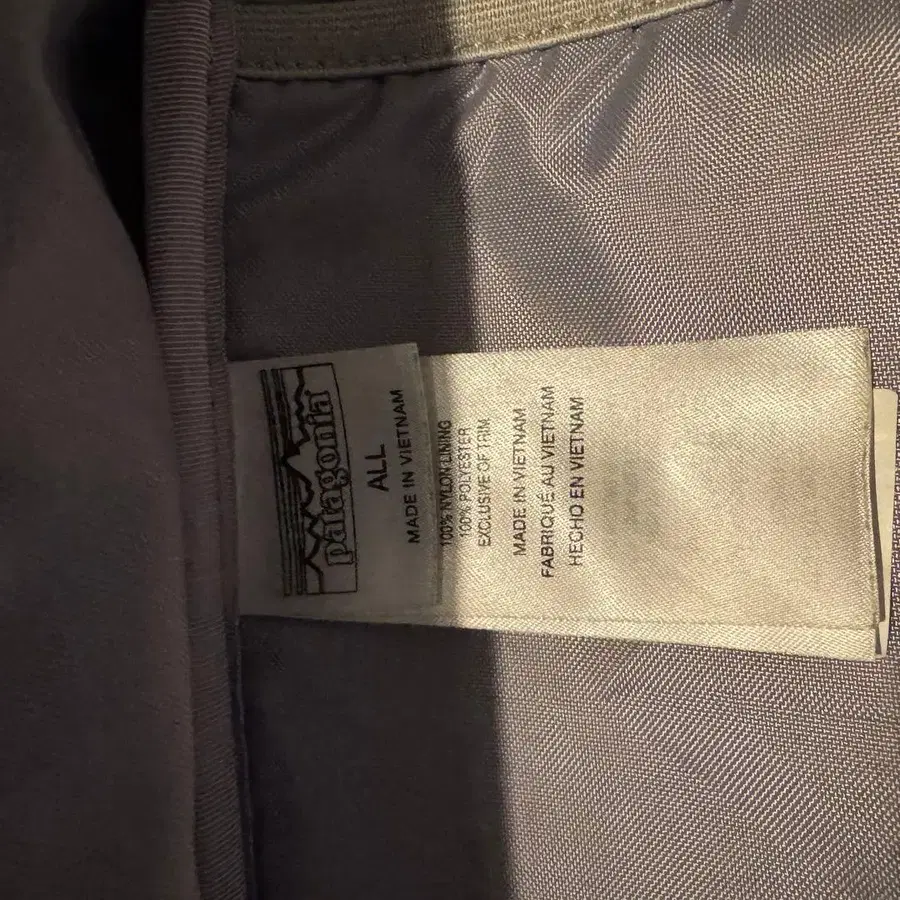 patagonia
ALL
MADE IN VIETNAM
100% NYLON LINING
100% POLYESTER
EXCLUSIVE OF TRIM
MADE IN VIETNAM
FABRIQUÉ AU VIETNAM
HECHO EN VIETNAM